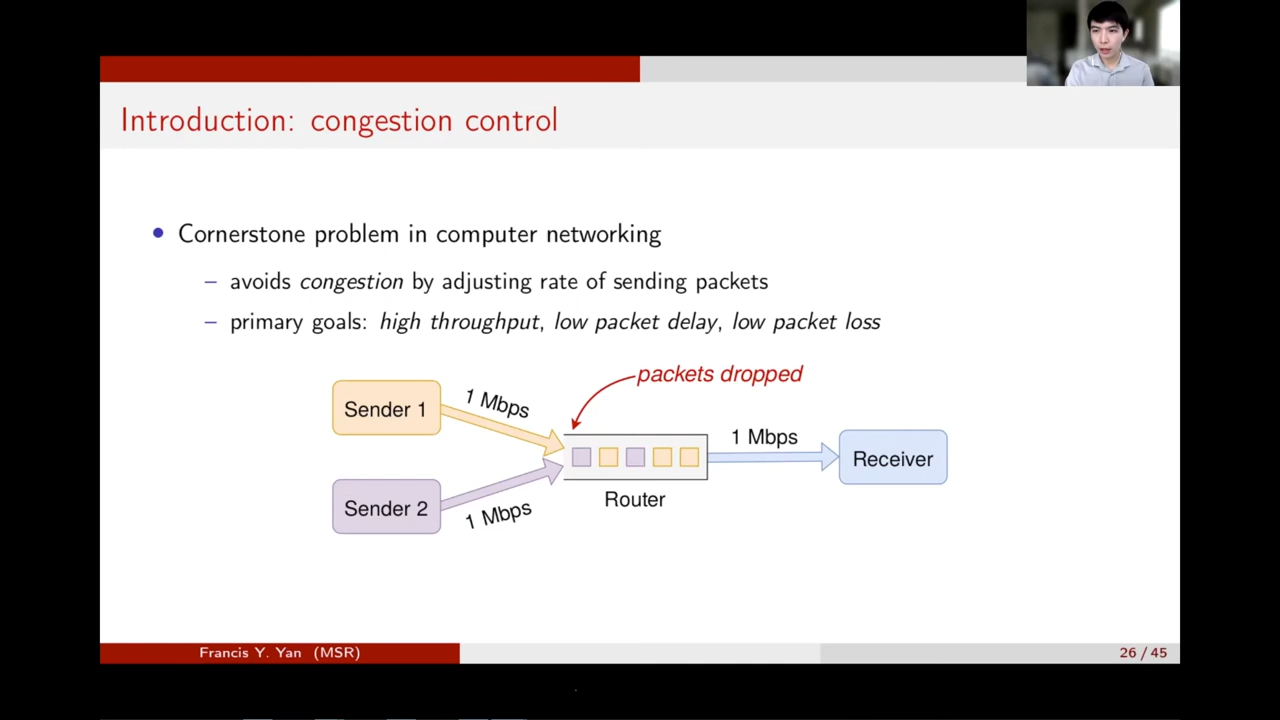 Introduction: congestion control
• Cornerstone problem in computer networking
– avoids congestion by adjusting rate of sending packets
– primary goals: high throughput, low packet delay, low packet loss
packets dropped
Sender 1
1 Mbps
1 Mbps
Receiver
Router
Sender 2
1 Mbps
Francis Y. Yan (MSR)
26 / 45